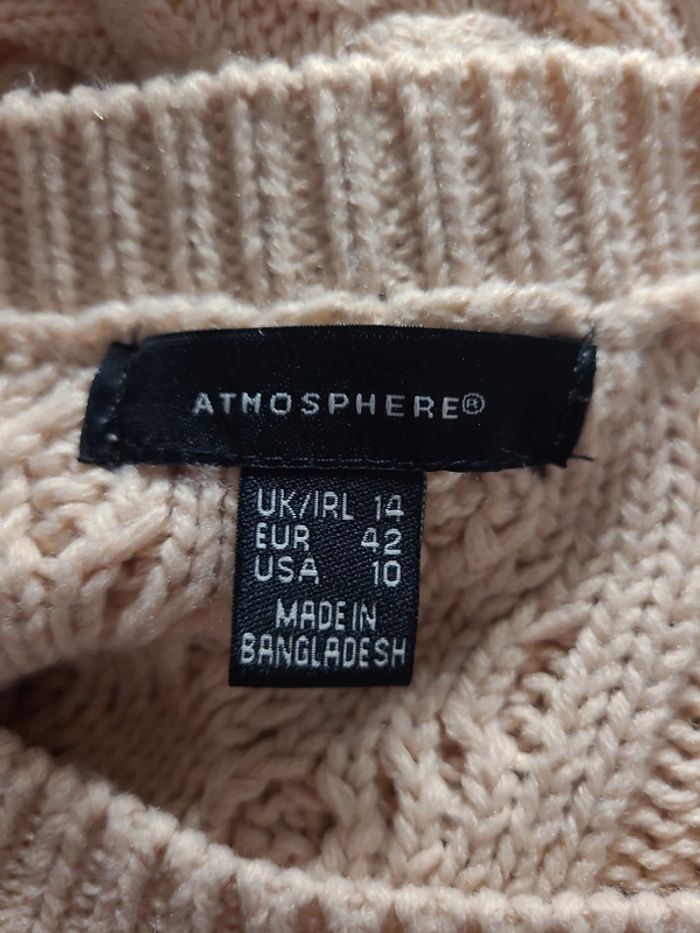 ATMOSPHERE®
UK/IRL 14
EUR 42
USA 10
MADE IN
BANGLADESH